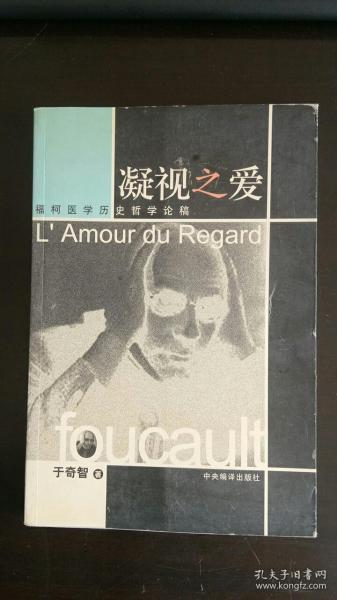 凝视之爱
福柯医学历史哲学论稿
L' Amour du Regard
foucault
于奇智 著
中央编译出版社
孔夫子旧书网
www.kongfz.com